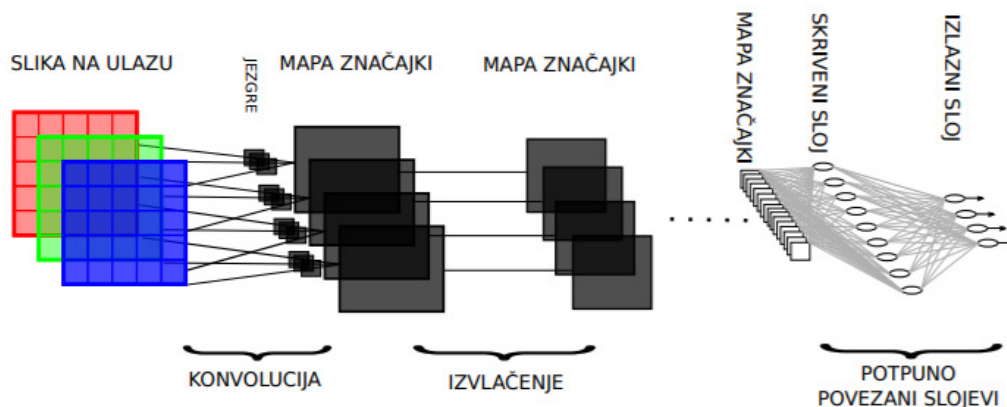 SLIKA NA ULAZU
JEZGRE
MAPA ZNAČAJKI
MAPA ZNAČAJKI
MAPA ZNAČAJKI
SKRIVENI SLOJ
IZLAZNI SLOJ
KONVOLUCIJA
IZVLAČENJE
POTPUNO
POVEZANI SLOJEVI